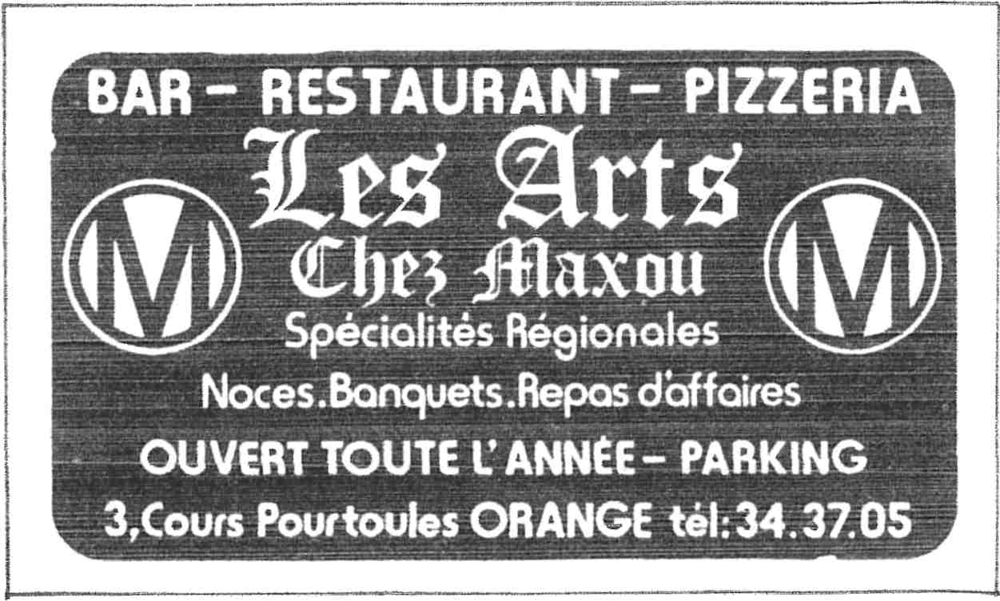 BAR - RESTAURANT - PIZZERIA
Les Arts
Chez Maxou
M
M
Spécialités Régionales
Noces.Banquets.Repas d'affaires
OUVERT TOUTE L'ANNÉE - PARKING
3,Cours Pourtoules ORANGE tél:34.37.05